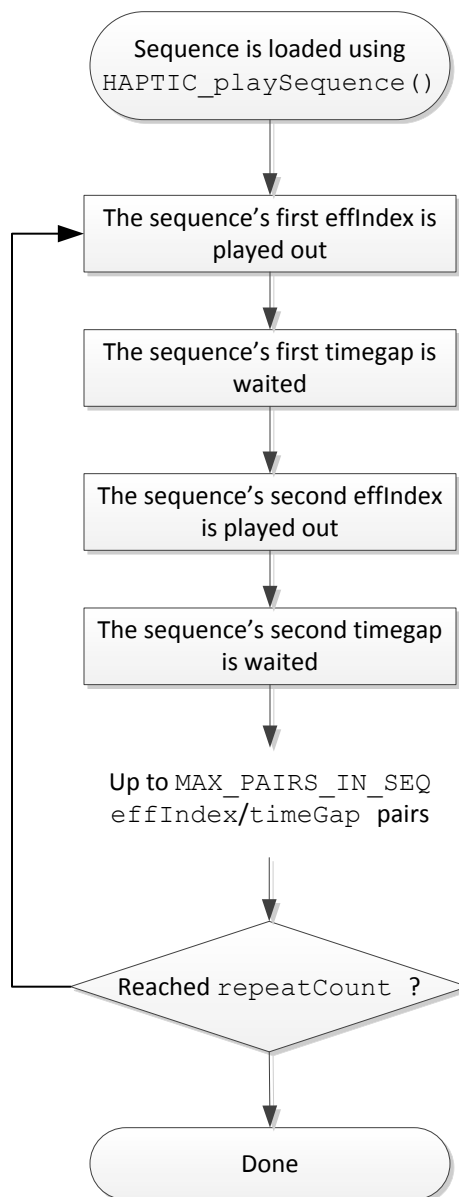 Sequence is loaded using
HAPTIC_playSequence()
The sequence’s first effIndex is
played out
The sequence’s first timegap is
waited
The sequence’s second effIndex
is played out
The sequence’s second timegap
is waited
Up to MAX_PAIRS_IN_SEQ
effIndex/timeGap pairs
Reached repeatCount ?
Done